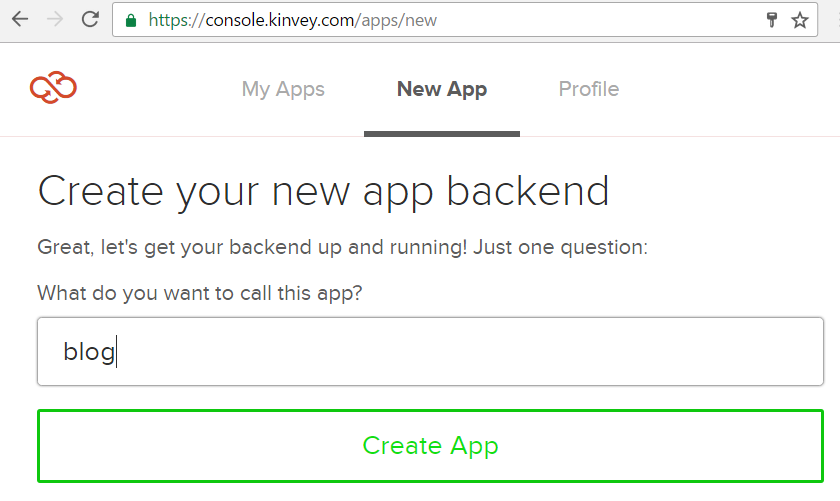 https://console.kinvey.com/apps/new
My Apps New App Profile
Create your new app backend
Great, let's get your backend up and running! Just one question:
What do you want to call this app?
blog
Create App